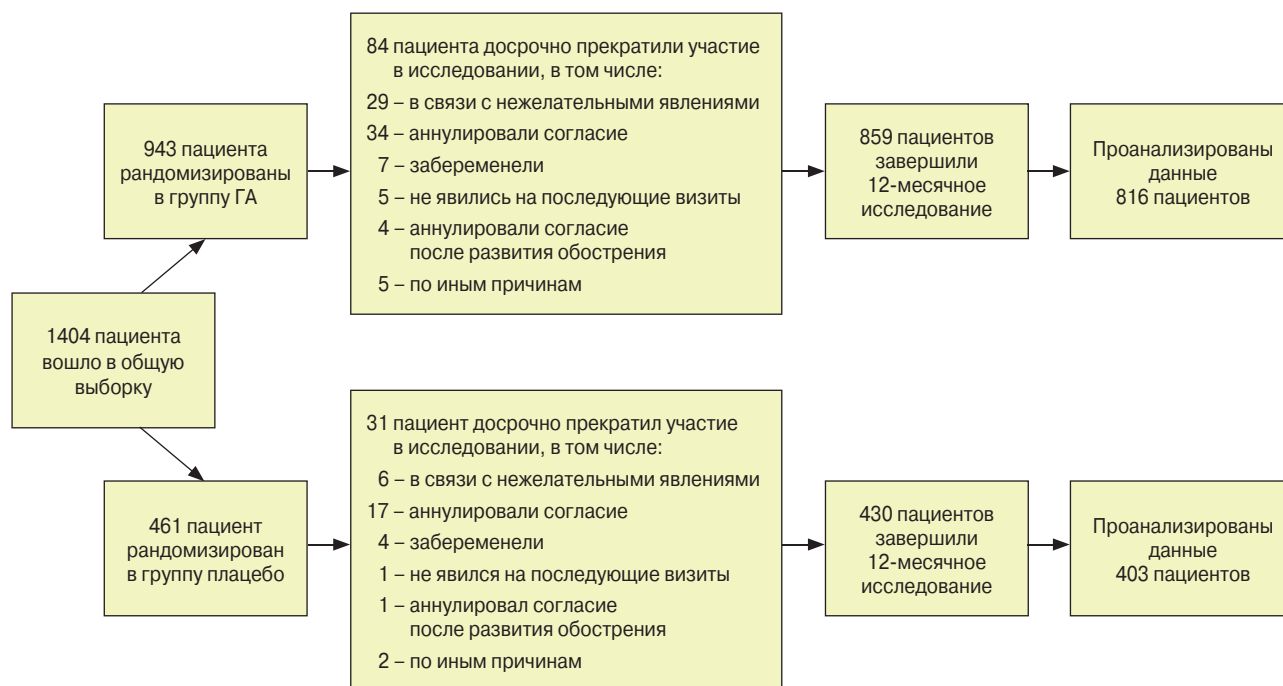 1404 пациента
вошло в общую
выборку
943 пациента
рандомизированы
в группу ГА
84 пациента досрочно прекратили участие
в исследовании, в том числе:
29 – в связи с нежелательными явлениями
34 – аннулировали согласие
7 – забеременели
5 – не явились на последующие визиты
4 – аннулировали согласие
после развития обострения
5 – по иным причинам
859 пациентов
завершили
12-месячное
исследование
Проанализированы
данные
816 пациентов
461 пациент
рандомизирован
в группу плацебо
31 пациент досрочно прекратил участие
в исследовании, в том числе:
6 – в связи с нежелательными явлениями
17 – аннулировали согласие
4 – забеременели
1 – не явился на последующие визиты
1 – аннулировал согласие
после развития обострения
2 – по иным причинам
430 пациентов
завершили
12-месячное
исследование
Проанализированы
данные
403 пациентов